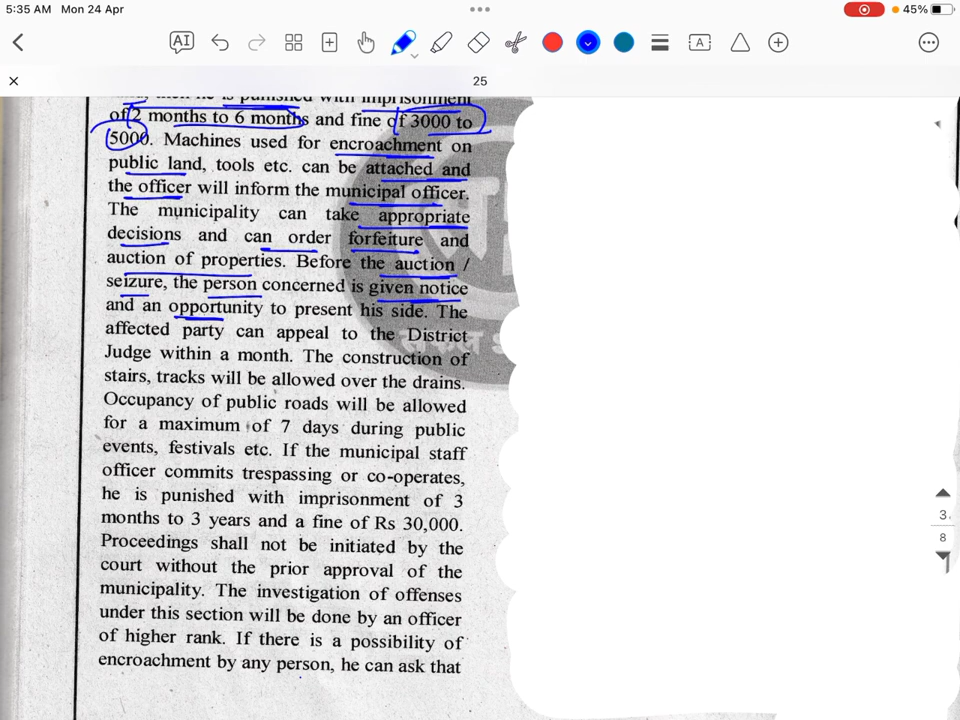 5:35 AM Mon 24 Apr
45%
AI
A
25
is punished with imprisonment
of 2 months to 6 months and fine of 3000 to
5000. Machines used for encroachment on
public land, tools etc. can be attached and
the officer will inform the municipal officer.
The municipality can take appropriate
decisions and can order forfeiture and
auction of properties. Before the auction /
seizure, the person concerned is given notice
and an opportunity to present his side. The
affected party can appeal to the District
Judge within a month. The construction of
stairs, tracks will be allowed over the drains.
Occupancy of public roads will be allowed
for a maximum of 7 days during public
events, festivals etc. If the municipal staff
officer commits trespassing or co-operates,
he is punished with imprisonment of 3
months to 3 years and a fine of Rs 30,000.
Proceedings shall not be initiated by the
court without the prior approval of the
municipality. The investigation of offenses
under this section will be done by an officer
of higher rank. If there is a possibility of
encroachment by any person, he can ask that
3
8